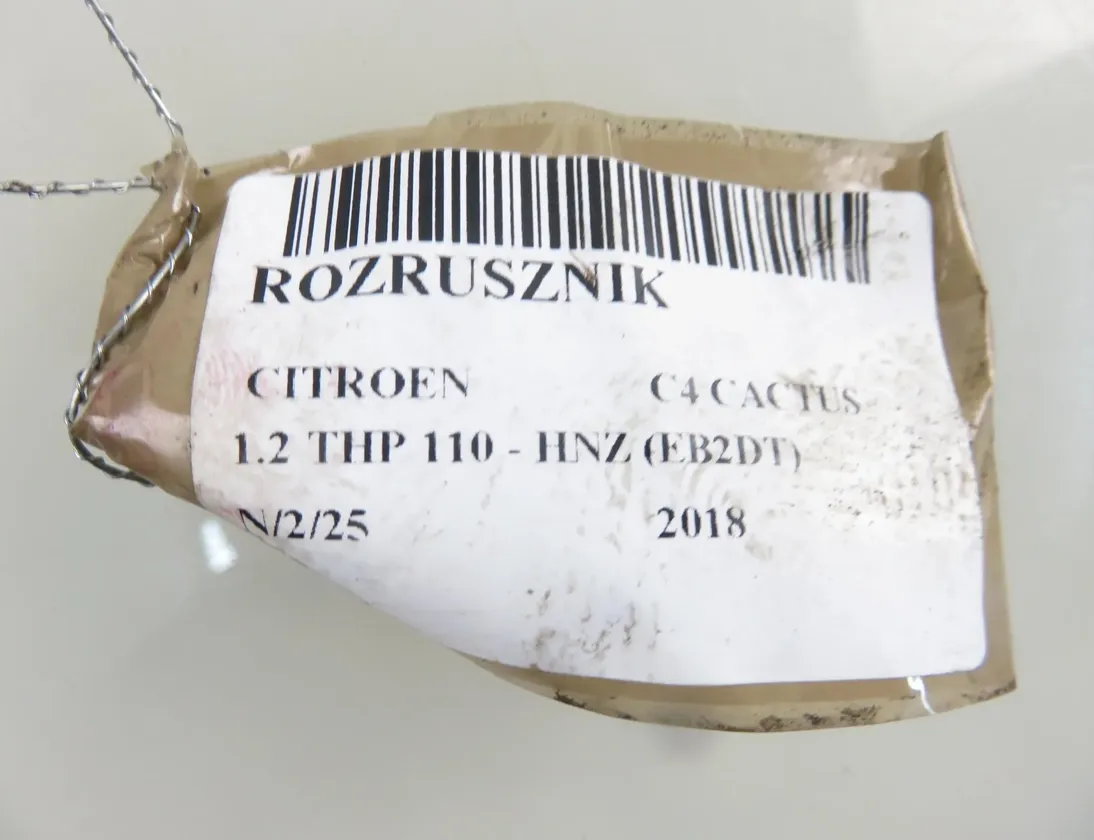 ROZRUSZNIK
CITROEN C4 CACTUS
1.2 THP 110 - HNZ (EB2DT)
N/2/25 2018